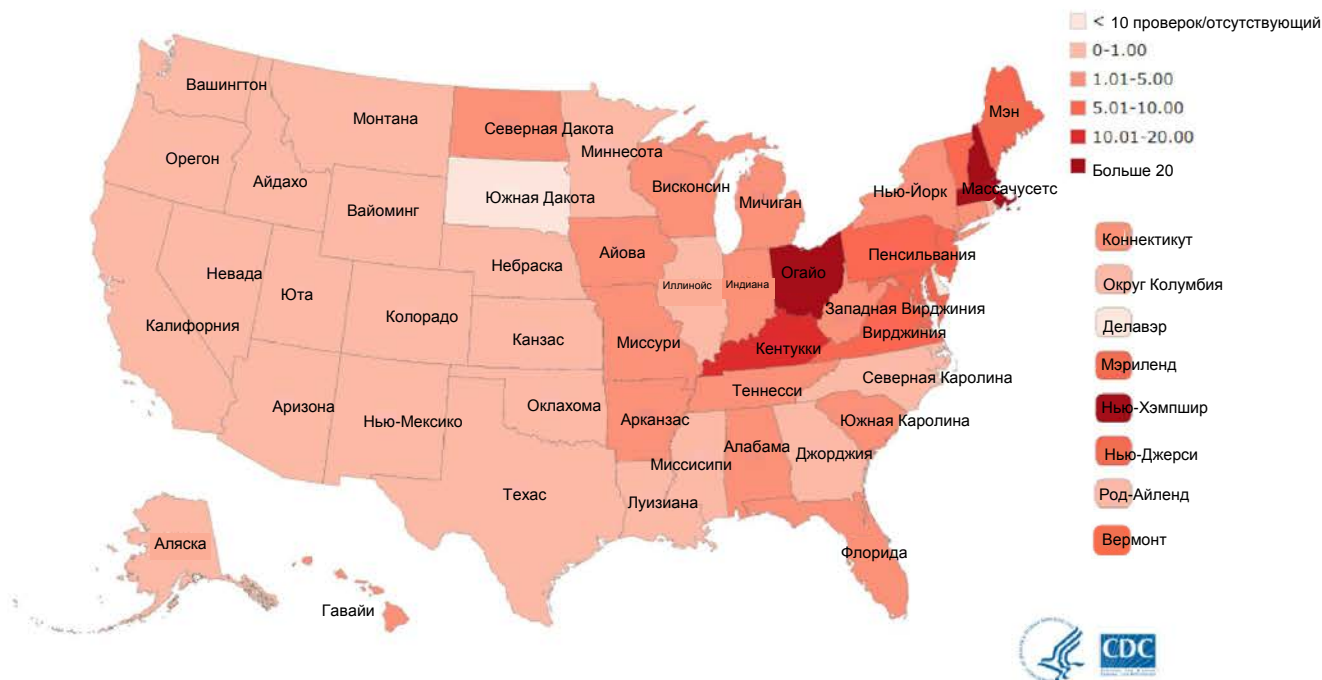 < 10 проверок/отсутствующий
0-1.00
1.01-5.00
5.01-10.00
10.01-20.00
Больше 20
Вашингтон
Монтана
Северная Дакота
Миннесота
Мэн
Орегон
Айдахо
Южная Дакота
Висконсин
Мичиган
Нью-Йорк
Массачусетс
Вайоминг
Коннектикут
Небраска
Айова
Пенсильвания
Невада
Юта
Иллинойс
Индиана
Огайо
Округ Колумбия
Калифорния
Колорадо
Канзас
Миссури
Западная Вирджиния
Делавэр
Кентукки
Вирджиния
Мэриленд
Теннесси
Северная Каролина
Аризона
Нью-Мексико
Оклахома
Арканзас
Южная Каролина
Нью-Хэмпшир
Миссисипи
Алабама
Джорджия
Нью-Джерси
Техас
Луизиана
Род-Айленд
Аляска
Флорида
Вермонт
Гавайи
CDC